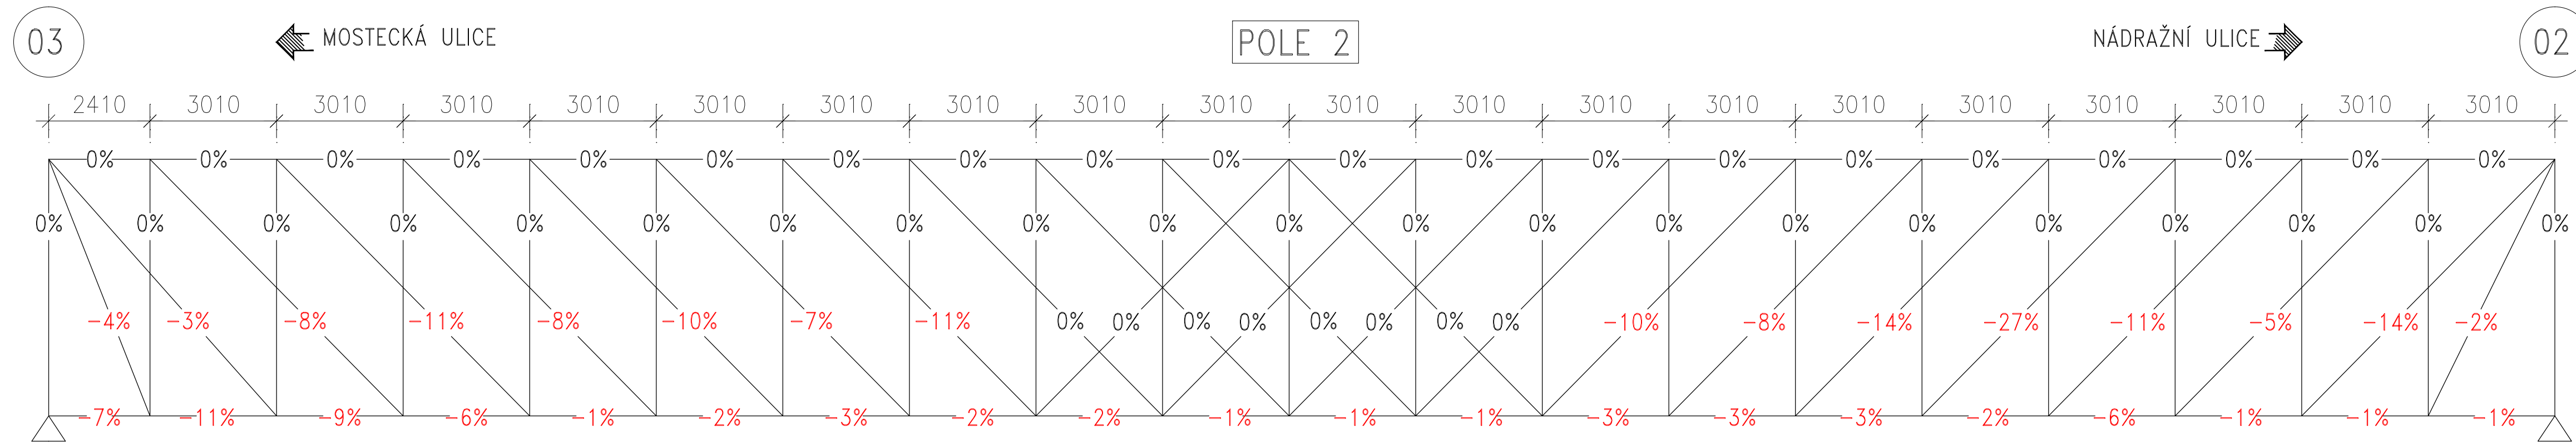 03 MOSTECKÁ ULICE POLE 2 NÁDRAŽNÍ ULICE 02
2410 3010 3010 3010 3010 3010 3010 3010 3010 3010 3010 3010 3010 3010 3010 3010 3010 3010 3010 3010
0% 0% 0% 0% 0% 0% 0% 0% 0% 0% 0% 0% 0% 0% 0% 0% 0% 0% 0% 0%
0% 0% 0% 0% 0% 0% 0% 0% 0% 0% 0% 0% 0% 0% 0% 0% 0% 0% 0% 0% 0%
-4% -3% -8% -11% -8% -10% -7% -11% 0% 0% 0% 0% 0% 0% 0% 0% -10% -8% -14% -27% -11% -5% -14% -2%
-7% -11% -9% -6% -1% -2% -3% -2% -2% -1% -1% -1% -3% -3% -3% -2% -6% -1% -1% -1%